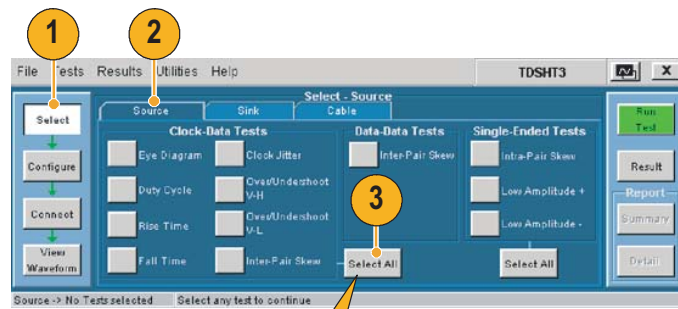 1
2
File Tests Results Utilities Help
TDSHT3
X
Select - Source
Select
Source
Sink
Cable
Run Test
Clock-Data Tests
Data-Data Tests
Single-Ended Tests
Eye Diagram
Clock Jitter
Inter-Pair Skew
Intra-Pair Skew
Configure
Result
Duty Cycle
Over/Undershoot V-H
Low Amplitude +
Report
Connect
3
Summary
Rise Time
Over/Undershoot V-L
Low Amplitude -
View Waveform
Fall Time
Inter-Pair Skew
Select All
Select All
Detail
Source -> No Tests selected
Select any test to continue